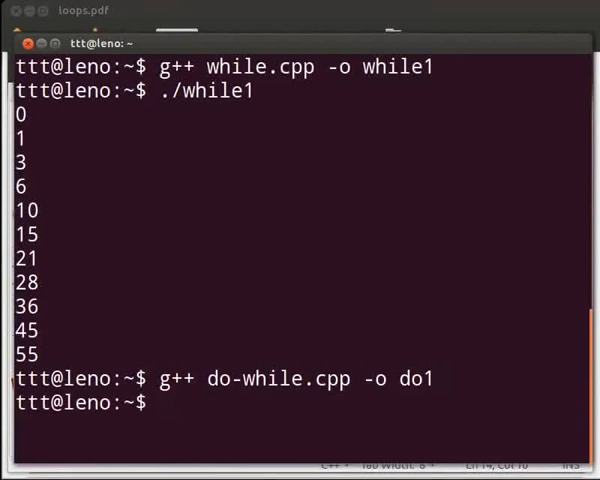 loops.pdf
ttt@leno: ~
ttt@leno:~$ g++ while.cpp -o while1
ttt@leno:~$ ./while1
0
1
3
6
10
15
21
28
36
45
55
ttt@leno:~$ g++ do-while.cpp -o do1
ttt@leno:~$
C++ Tab Width: 8 Ln 14, Col 10 INS